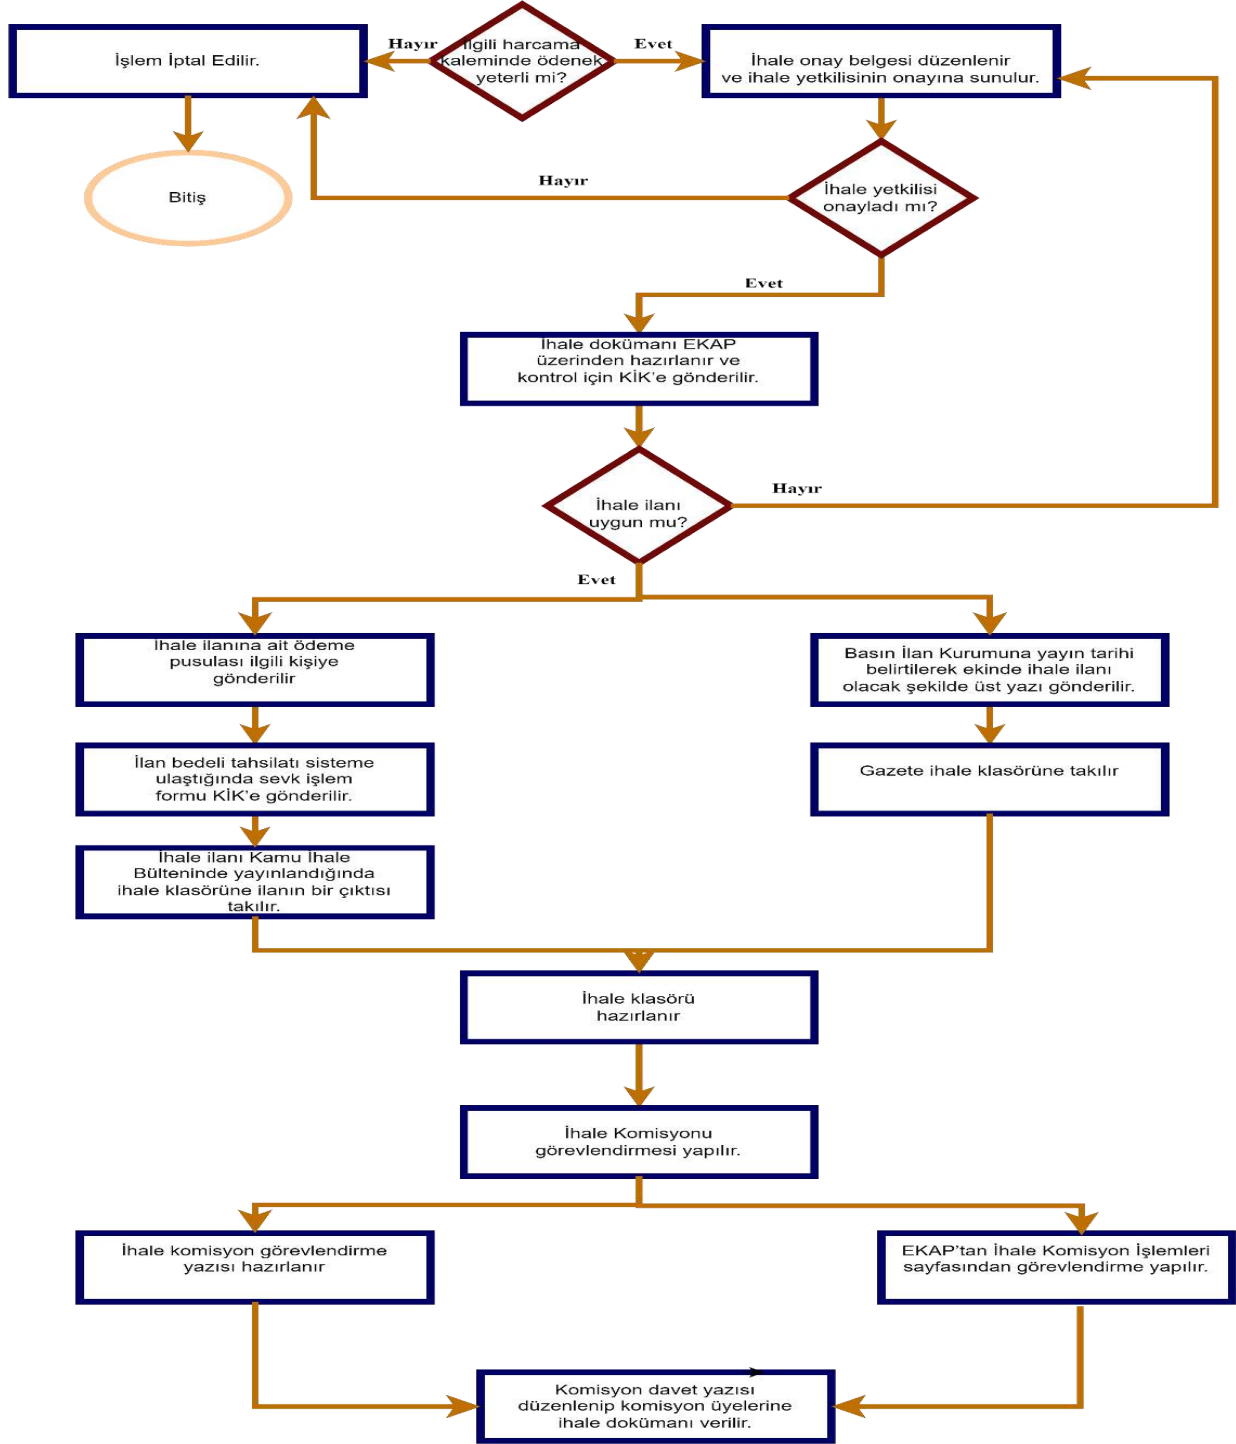 İlgili harcama
kaleminde ödenek
yeterli mi?
Hayır
Evet
İşlem İptal Edilir.
İhale onay belgesi düzenlenir
ve ihale yetkilisinin onayına sunulur.
Bitiş
Hayır
İhale yetkilisi
onayladı mı?
Evet
İhale dokümanı EKAP
üzerinden hazırlanır ve
kontrol için KİK’e gönderilir.
İhale ilanı
uygun mu?
Hayır
Evet
İhale ilanına ait ödeme
pusulası ilgili kişiye
gönderilir
Basın İlan Kurumuna yayın tarihi
belirtilerek ekinde ihale ilanı
olacak şekilde üst yazı gönderilir.
İlan bedeli tahsilatı sisteme
ulaştığında sevk işlem
formu KİK’e gönderilir.
Gazete ihale klasörüne takılır
İhale ilanı Kamu İhale
Bülteninde yayınlandığında
ihale klasörüne ilanın bir çıktısı
takılır.
İhale klasörü
hazırlanır
İhale Komisyonu
görevlendirmesi yapılır.
İhale komisyon görevlendirme
yazısı hazırlanır
EKAP’tan İhale Komisyon İşlemleri
sayfasından görevlendirme yapılır.
Komisyon davet yazısı
düzenlenip komisyon üyelerine
ihale dokümanı verilir.